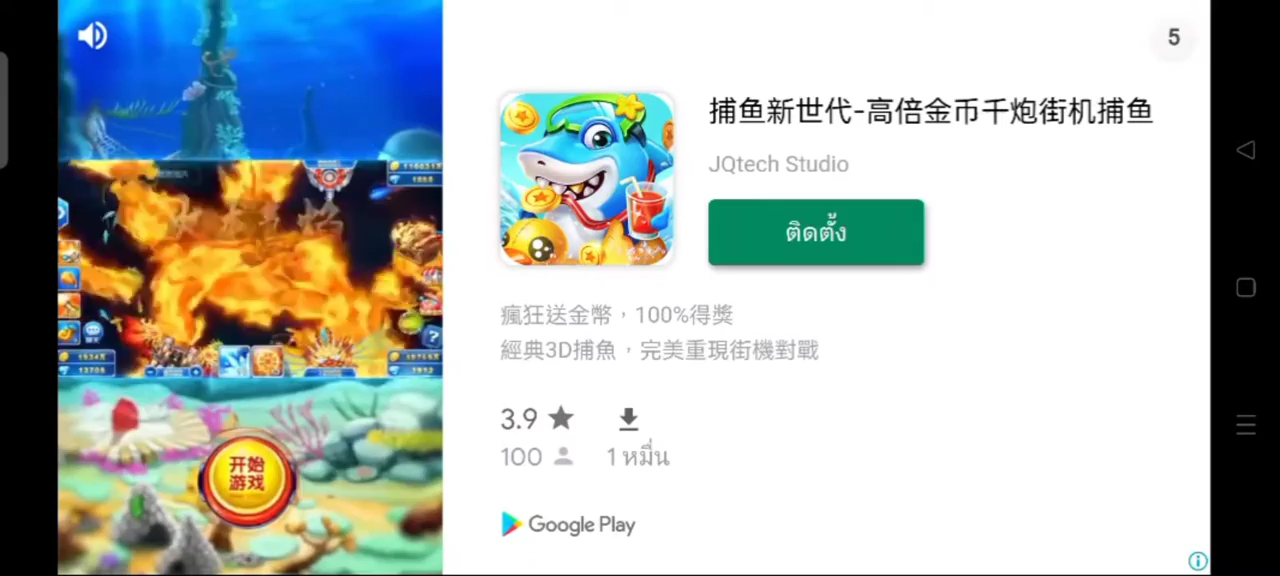 5
捕鱼新世代-高倍金币千炮街机捕鱼
JQtech Studio
ติดตั้ง
瘋狂送金幣，100%得獎
經典3D捕魚，完美重現街機對戰
3.9
100
1 หมื่น
Google Play
开始
游戏